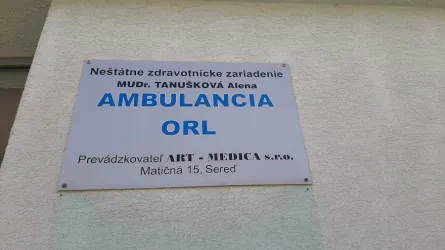 Neštátne zdravotnícke zariadenie
MUDr. TANUŠKOVÁ Alena
AMBULANCIA
ORL
Prevádzkovateľ ART - MEDICA s.r.o.
Matičná 15, Sereď